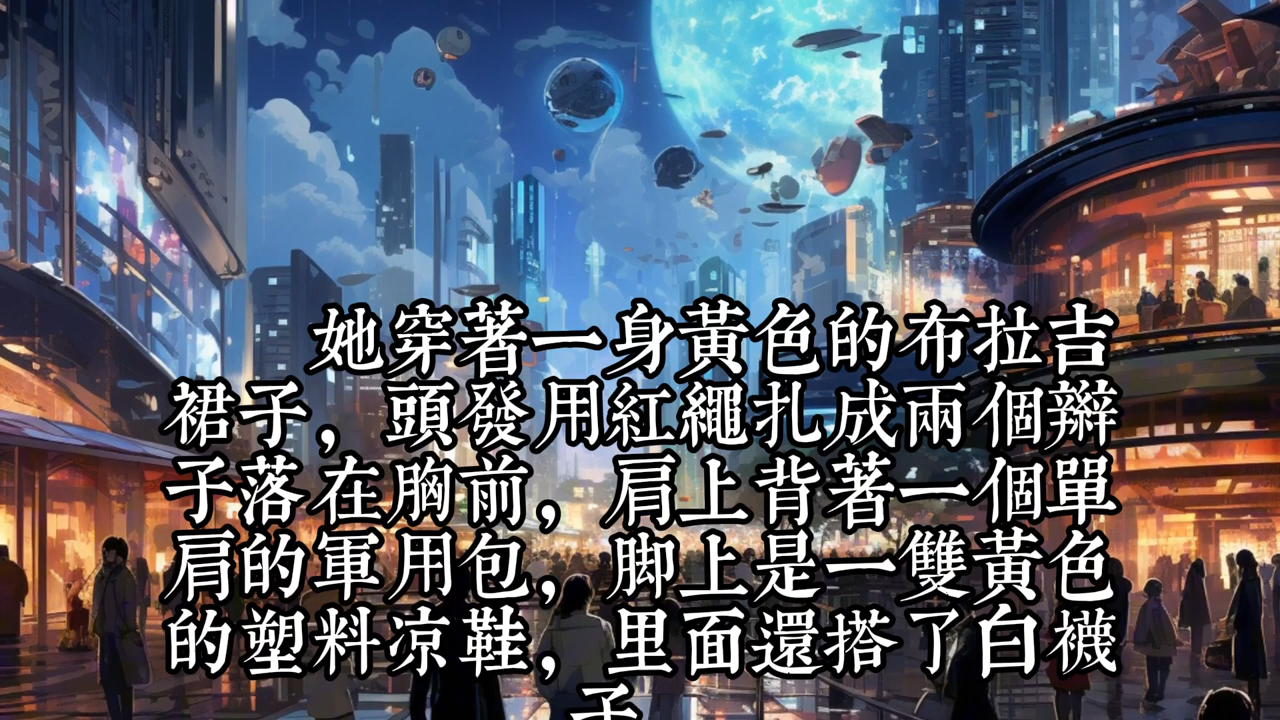 她穿著一身黃色的布拉吉
裙子，頭發用紅繩扎成兩個辮
子落在胸前，肩上背著一個單
肩的軍用包，脚上是一雙黃色
的塑料凉鞋，里面還搭了白襪
子